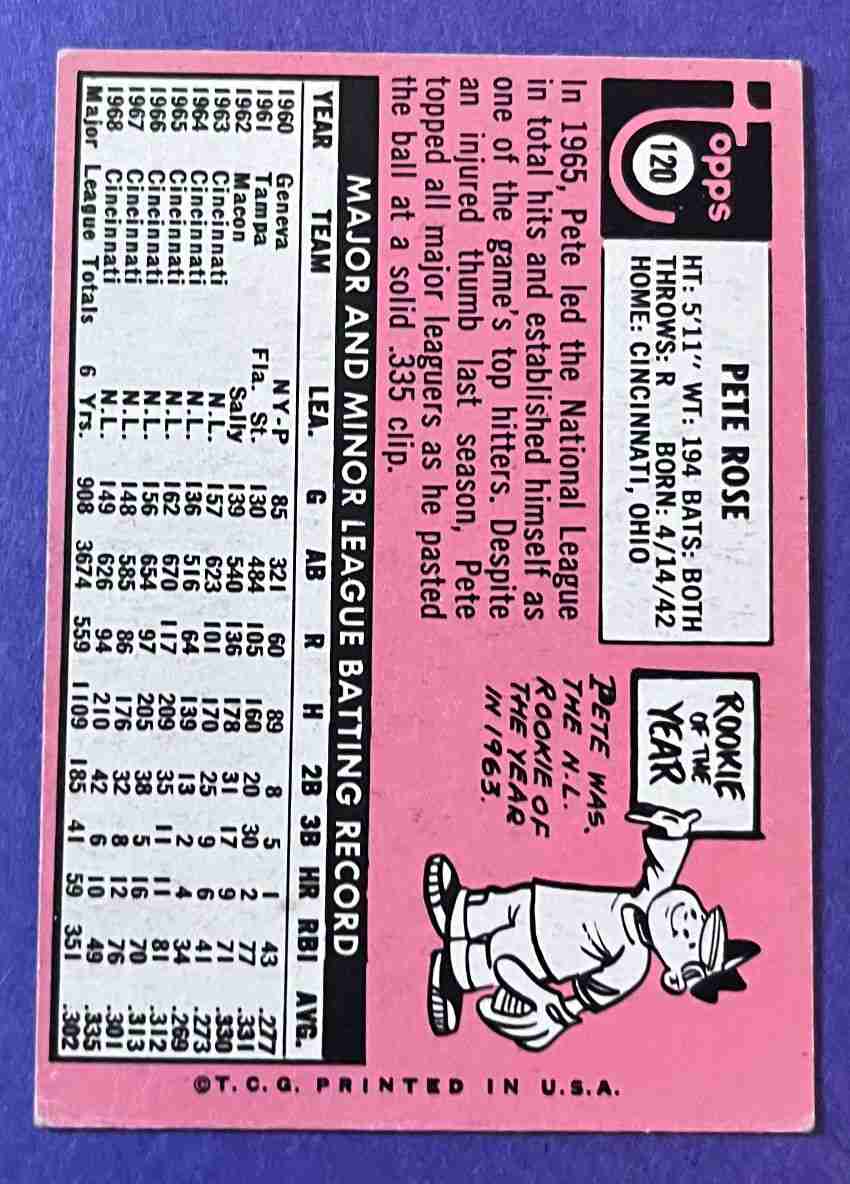 Topps
120
PETE ROSE
HT: 5'11" WT: 194 BATS: BOTH
THROWS: R BORN: 4/14/42
HOME: CINCINNATI, OHIO
ROOKIE
OF THE
YEAR
PETE WAS
THE N.L.
ROOKIE OF
THE YEAR
IN 1963.
In 1965, Pete led the National League
in total hits and established himself as
one of the game's top hitters. Despite
an injured thumb last season, Pete
topped all major leaguers as he pasted
the ball at a solid .335 clip.
MAJOR AND MINOR LEAGUE BATTING RECORD
YEAR TEAM LEA. G AB R H 2B 3B HR RBI AVG.
1960 Geneva NY-P 85 321 60 89 8 5 1 43 .277
1961 Tampa Fla. St. 130 484 105 160 20 30 2 77 .331
1962 Macon Sally 139 540 136 178 31 17 9 71 .330
1963 Cincinnati N.L. 157 623 101 170 25 9 6 41 .273
1964 Cincinnati N.L. 136 516 64 139 13 2 4 34 .269
1965 Cincinnati N.L. 162 670 117 209 35 11 11 81 .312
1966 Cincinnati N.L. 156 654 97 205 38 5 16 70 .313
1967 Cincinnati N.L. 148 585 86 176 32 8 12 76 .301
1968 Cincinnati N.L. 149 626 94 210 42 6 10 49 .335
Major League Totals 6 Yrs. 908 3674 559 1109 185 41 59 351 .302
©T.C.G. PRINTED IN U.S.A.